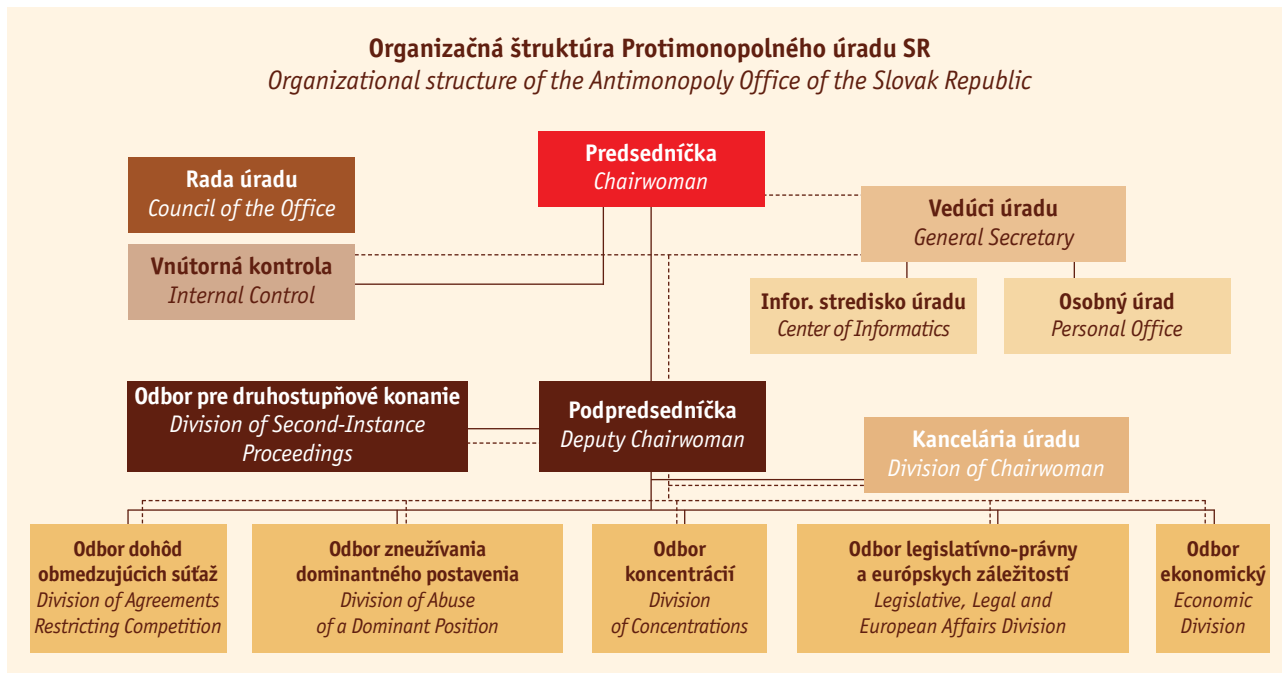 Organizačná štruktúra Protimonopolného úradu SR
Organizational structure of the Antimonopoly Office of the Slovak Republic
Predsedníčka
Chairwoman
Rada úradu
Council of the Office
Vedúci úradu
General Secretary
Vnútorná kontrola
Internal Control
Infor. stredisko úradu
Center of Informatics
Osobný úrad
Personal Office
Odbor pre druhostupňové konanie
Division of Second-Instance
Proceedings
Podpredsedníčka
Deputy Chairwoman
Kancelária úradu
Division of Chairwoman
Odbor dohôd
obmedzujúcich súťaž
Division of Agreements
Restricting Competition
Odbor zneužívania
dominantného postavenia
Division of Abuse
of a Dominant Position
Odbor
koncentrácií
Division
of Concentrations
Odbor legislatívno-právny
a európskych záležitostí
Legislative, Legal and
European Affairs Division
Odbor
ekonomický
Economic
Division